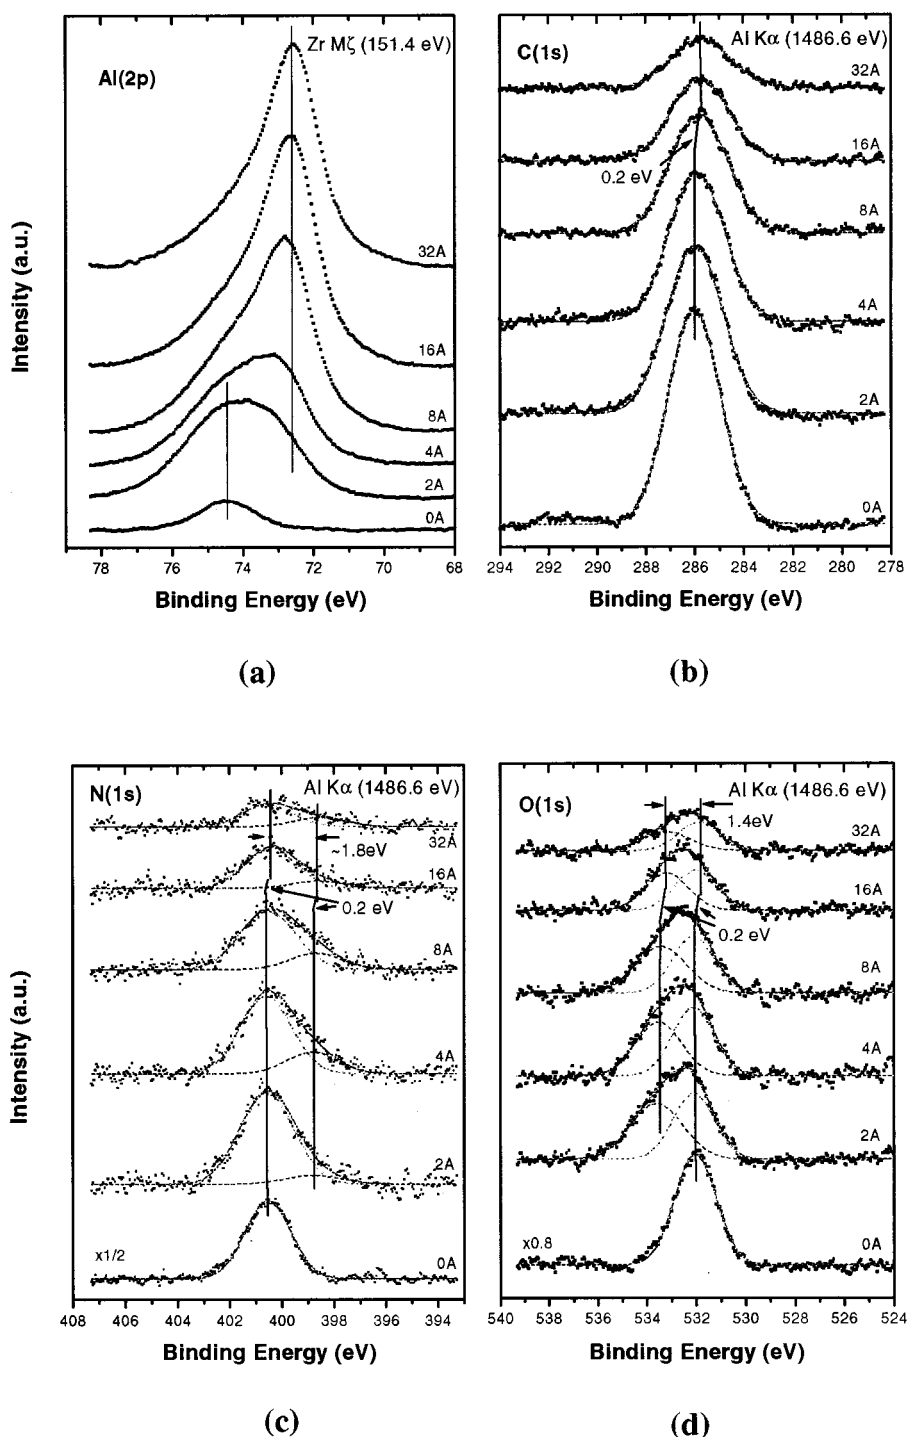 Zr Mζ (151.4 eV)
Al(2p)
32A
16A
8A
4A
2A
0A
Intensity (a.u.)
78 76 74 72 70 68
Binding Energy (eV)
(a)
Al Kα (1486.6 eV)
C(1s)
32A
16A
0.2 eV
8A
4A
2A
0A
294 292 290 288 286 284 282 280 278
Binding Energy (eV)
(b)
Al Kα (1486.6 eV)
N(1s)
32A
~1.8eV
16A
0.2 eV
8A
4A
2A
x1/2
0A
Intensity (a.u.)
408 406 404 402 400 398 396 394
Binding Energy (eV)
(c)
Al Kα (1486.6 eV)
O(1s)
1.4eV
32A
16A
0.2 eV
8A
4A
2A
x0.8
0A
540 538 536 534 532 530 528 526 524
Binding Energy (eV)
(d)